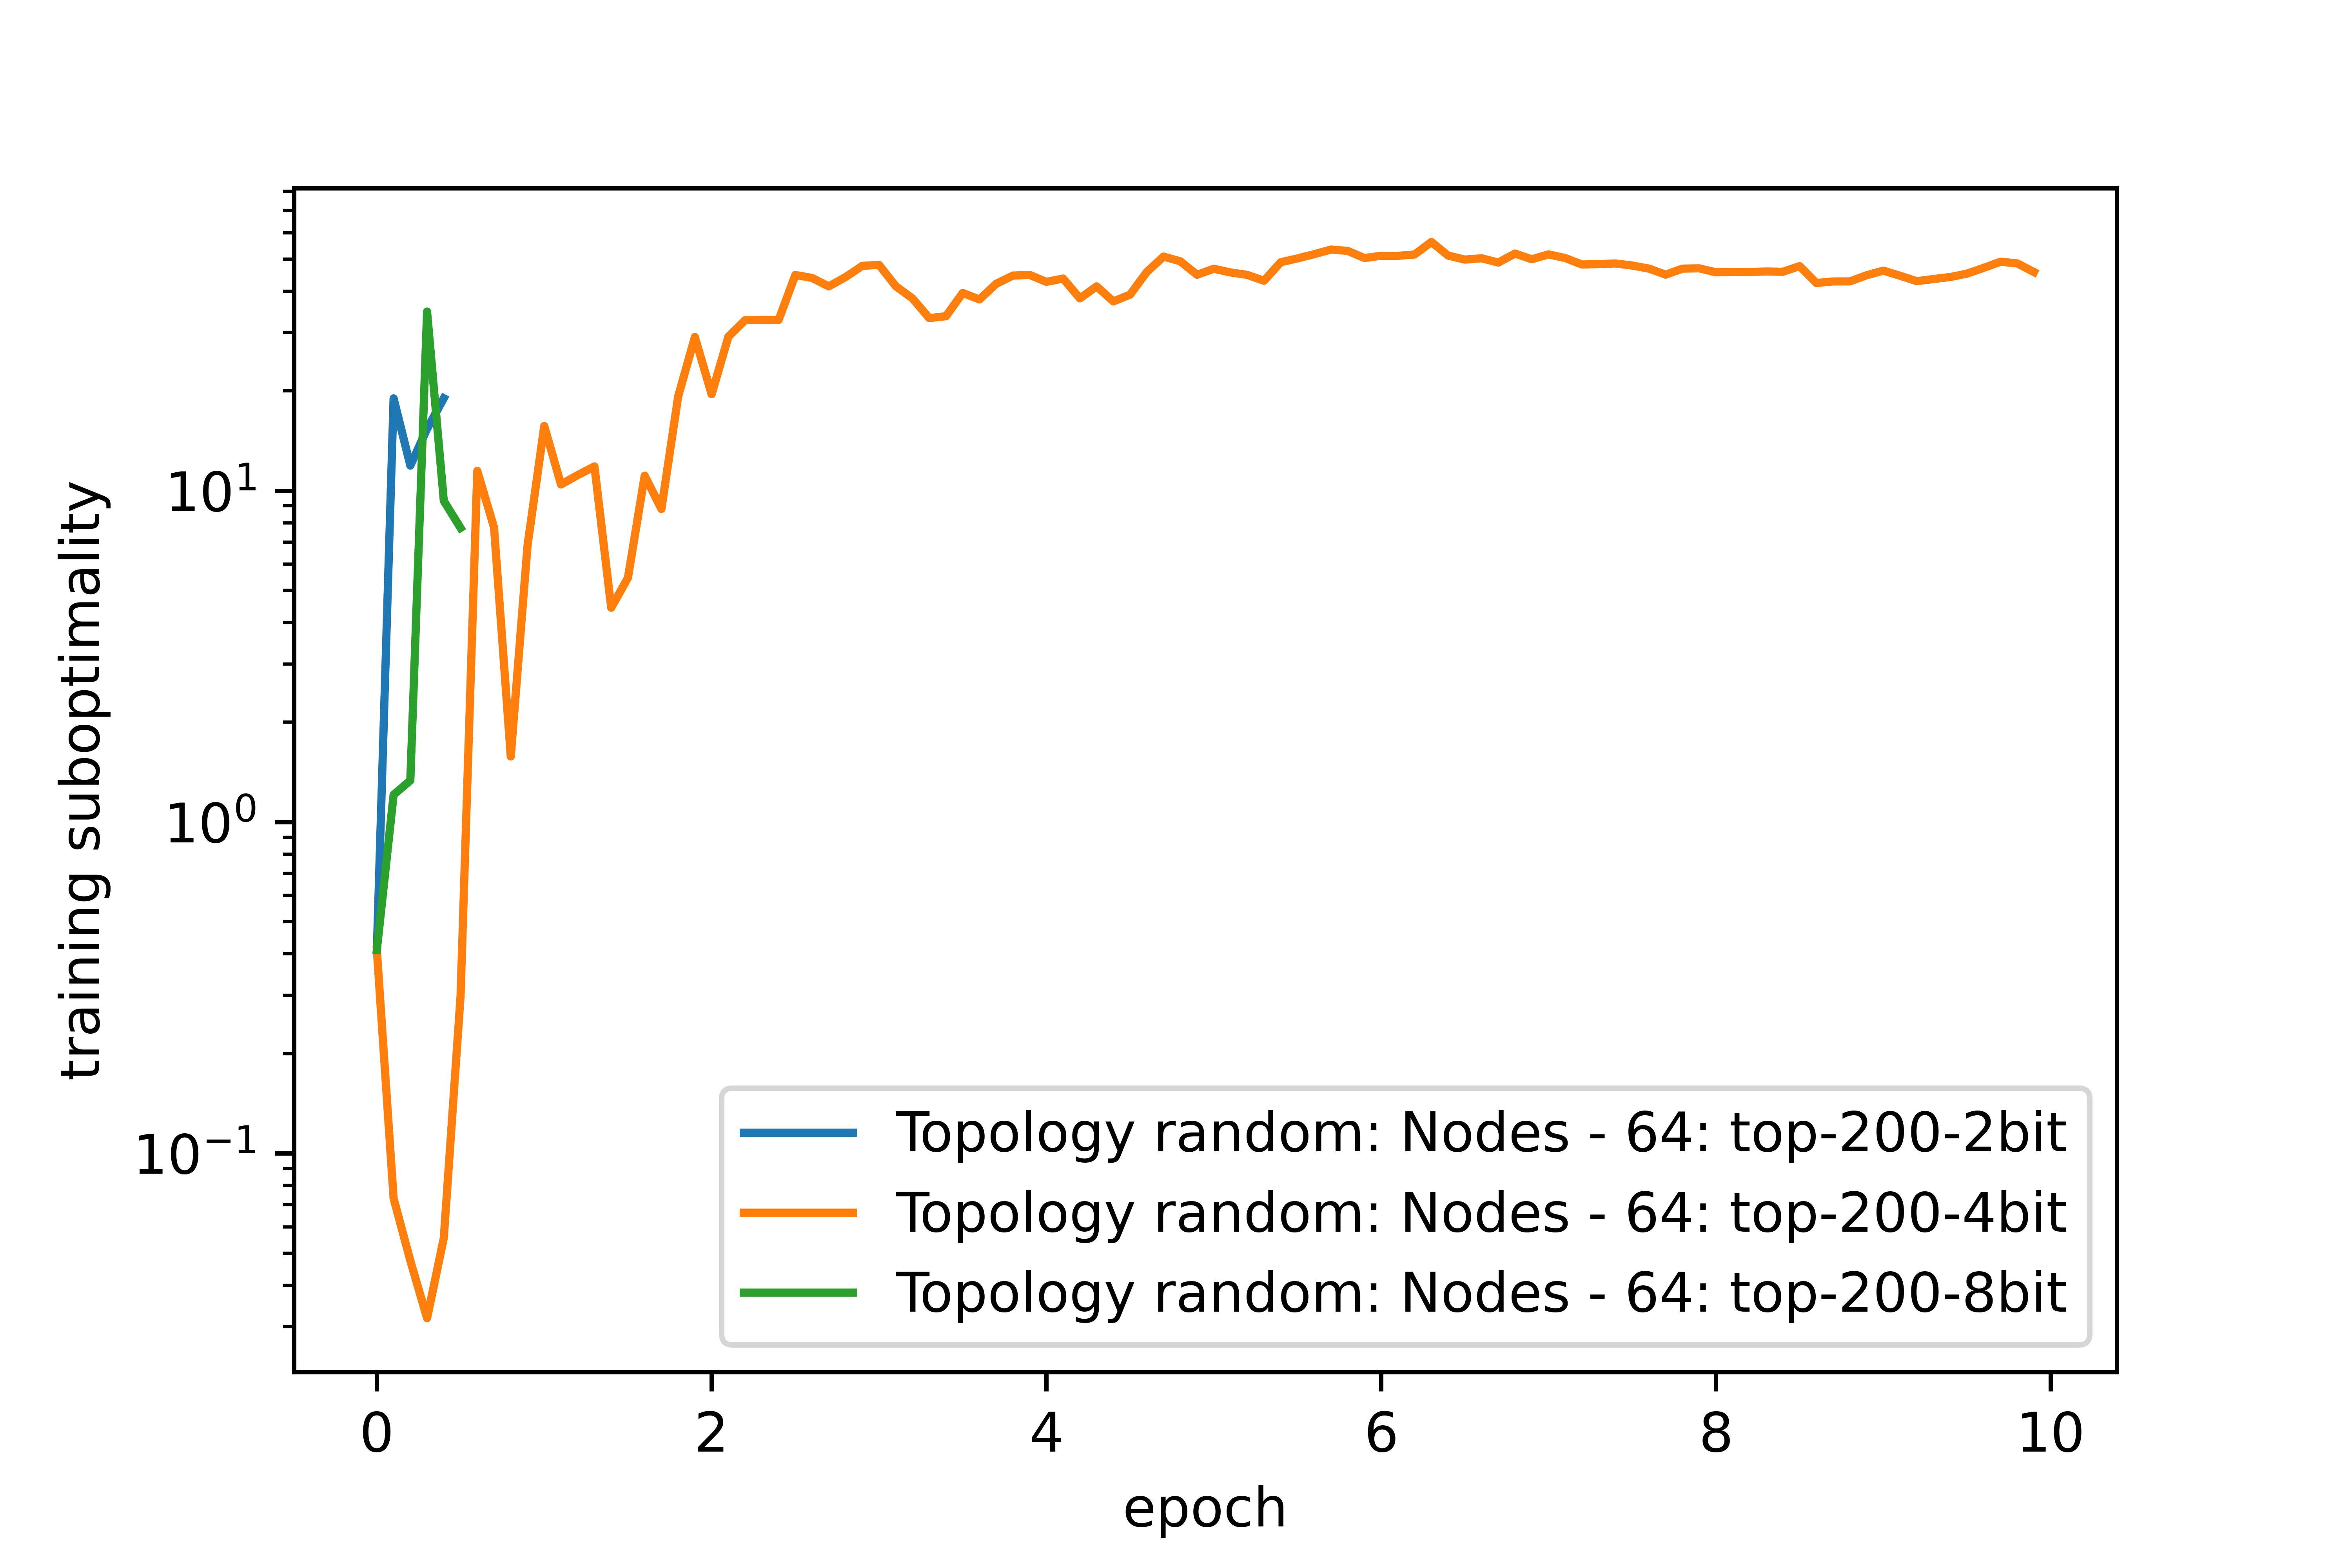 training suboptimality
10¹
10⁰
10⁻¹
Topology random: Nodes - 64: top-200-2bit
Topology random: Nodes - 64: top-200-4bit
Topology random: Nodes - 64: top-200-8bit
0 2 4 6 8 10
epoch